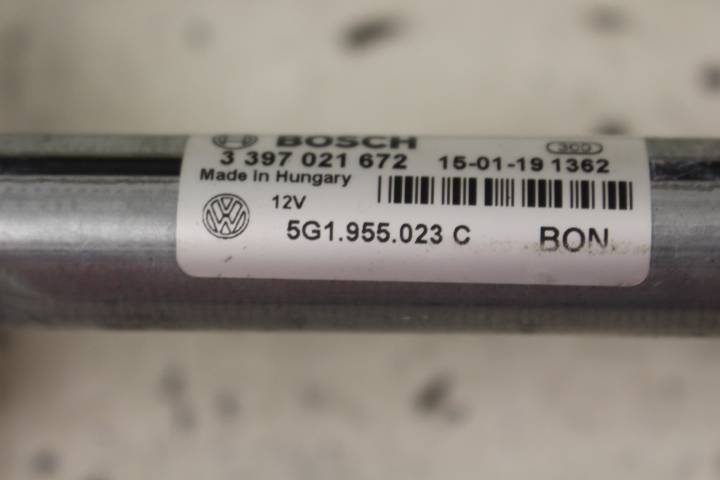 BOSCH 300
3 397 021 672 15-01-19 1362
Made in Hungary
12V
5G1.955.023 C BON